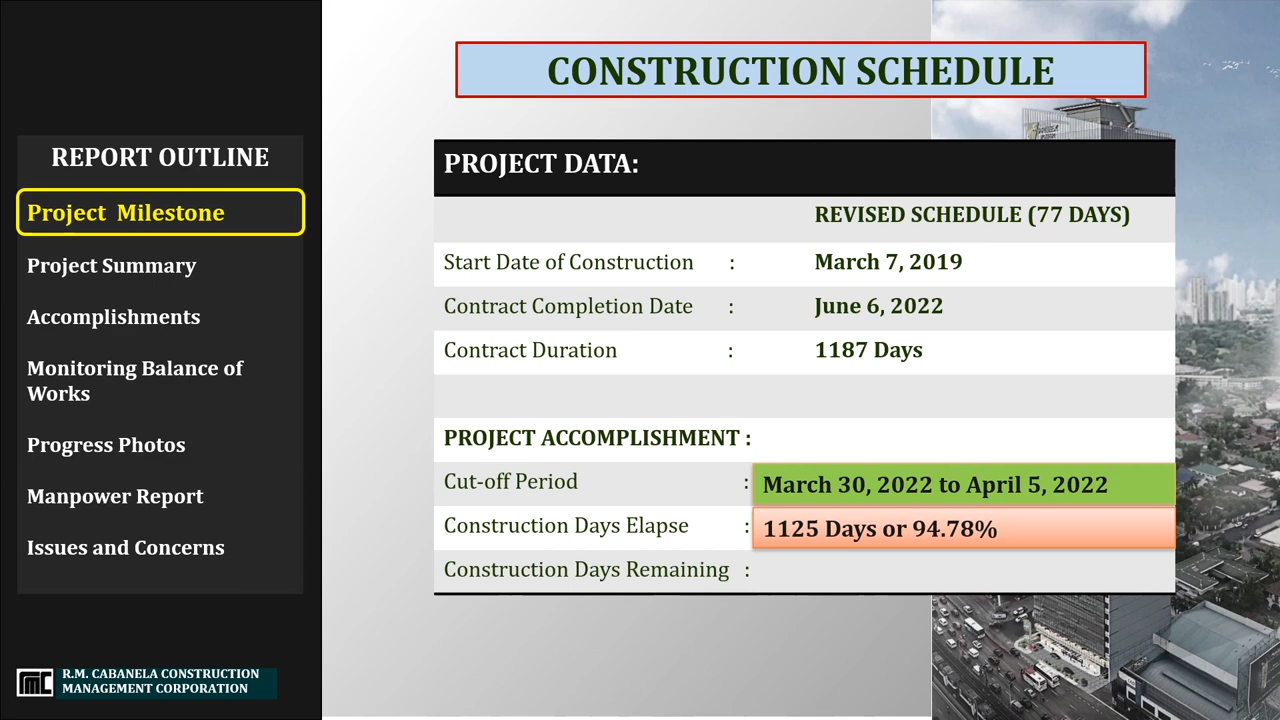 CONSTRUCTION SCHEDULE
REPORT OUTLINE
Project Milestone
Project Summary
Accomplishments
Monitoring Balance of
Works
Progress Photos
Manpower Report
Issues and Concerns
R.M. CABANELA CONSTRUCTION
MANAGEMENT CORPORATION
PROJECT DATA:
REVISED SCHEDULE (77 DAYS)
Start Date of Construction : March 7, 2019
Contract Completion Date : June 6, 2022
Contract Duration : 1187 Days
PROJECT ACCOMPLISHMENT :
Cut-off Period : March 30, 2022 to April 5, 2022
Construction Days Elapse : 1125 Days or 94.78%
Construction Days Remaining :